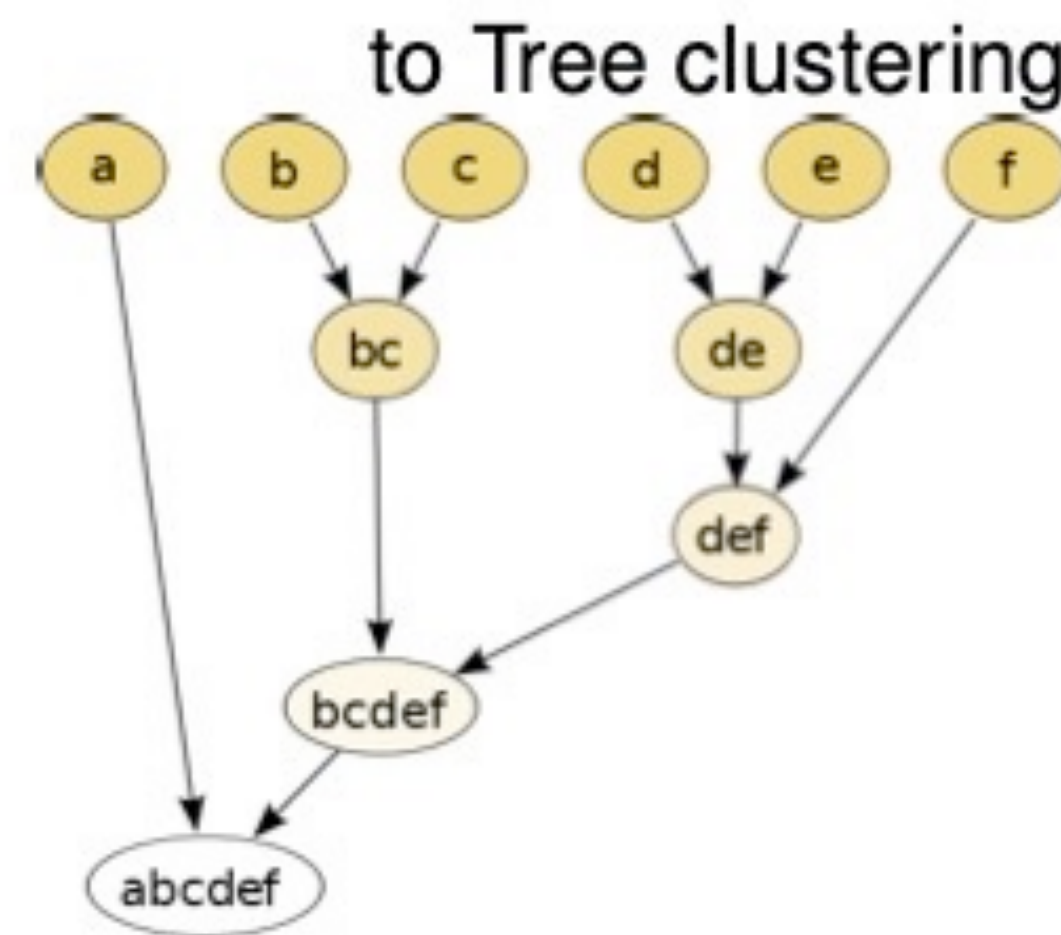 to Tree clustering
a b c d e f
bc de
def
bcdef
abcdef